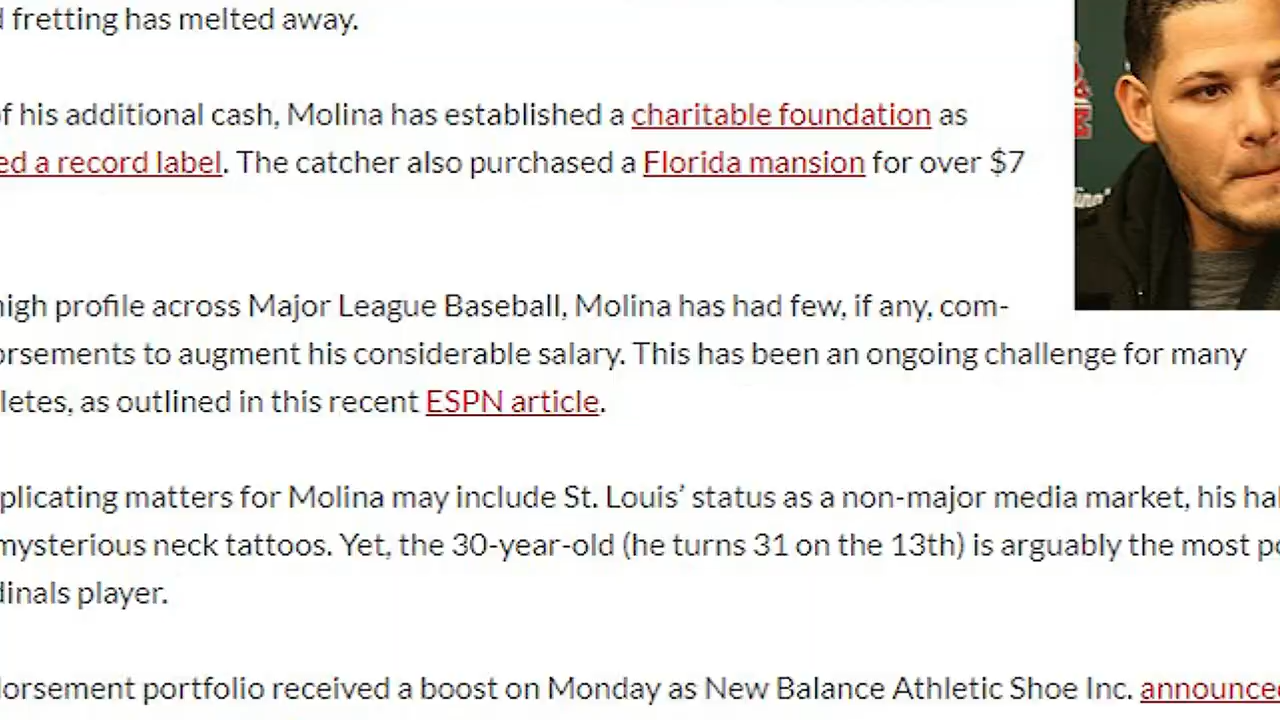 fretting has melted away.
of his additional cash, Molina has established a charitable foundation as
ed a record label. The catcher also purchased a Florida mansion for over $7
high profile across Major League Baseball, Molina has had few, if any, com-
orsements to augment his considerable salary. This has been an ongoing challenge for many
letes, as outlined in this recent ESPN article.
plicating matters for Molina may include St. Louis’ status as a non-major media market, his hal
mysterious neck tattoos. Yet, the 30-year-old (he turns 31 on the 13th) is arguably the most po
dinals player.
dorsement portfolio received a boost on Monday as New Balance Athletic Shoe Inc. announced